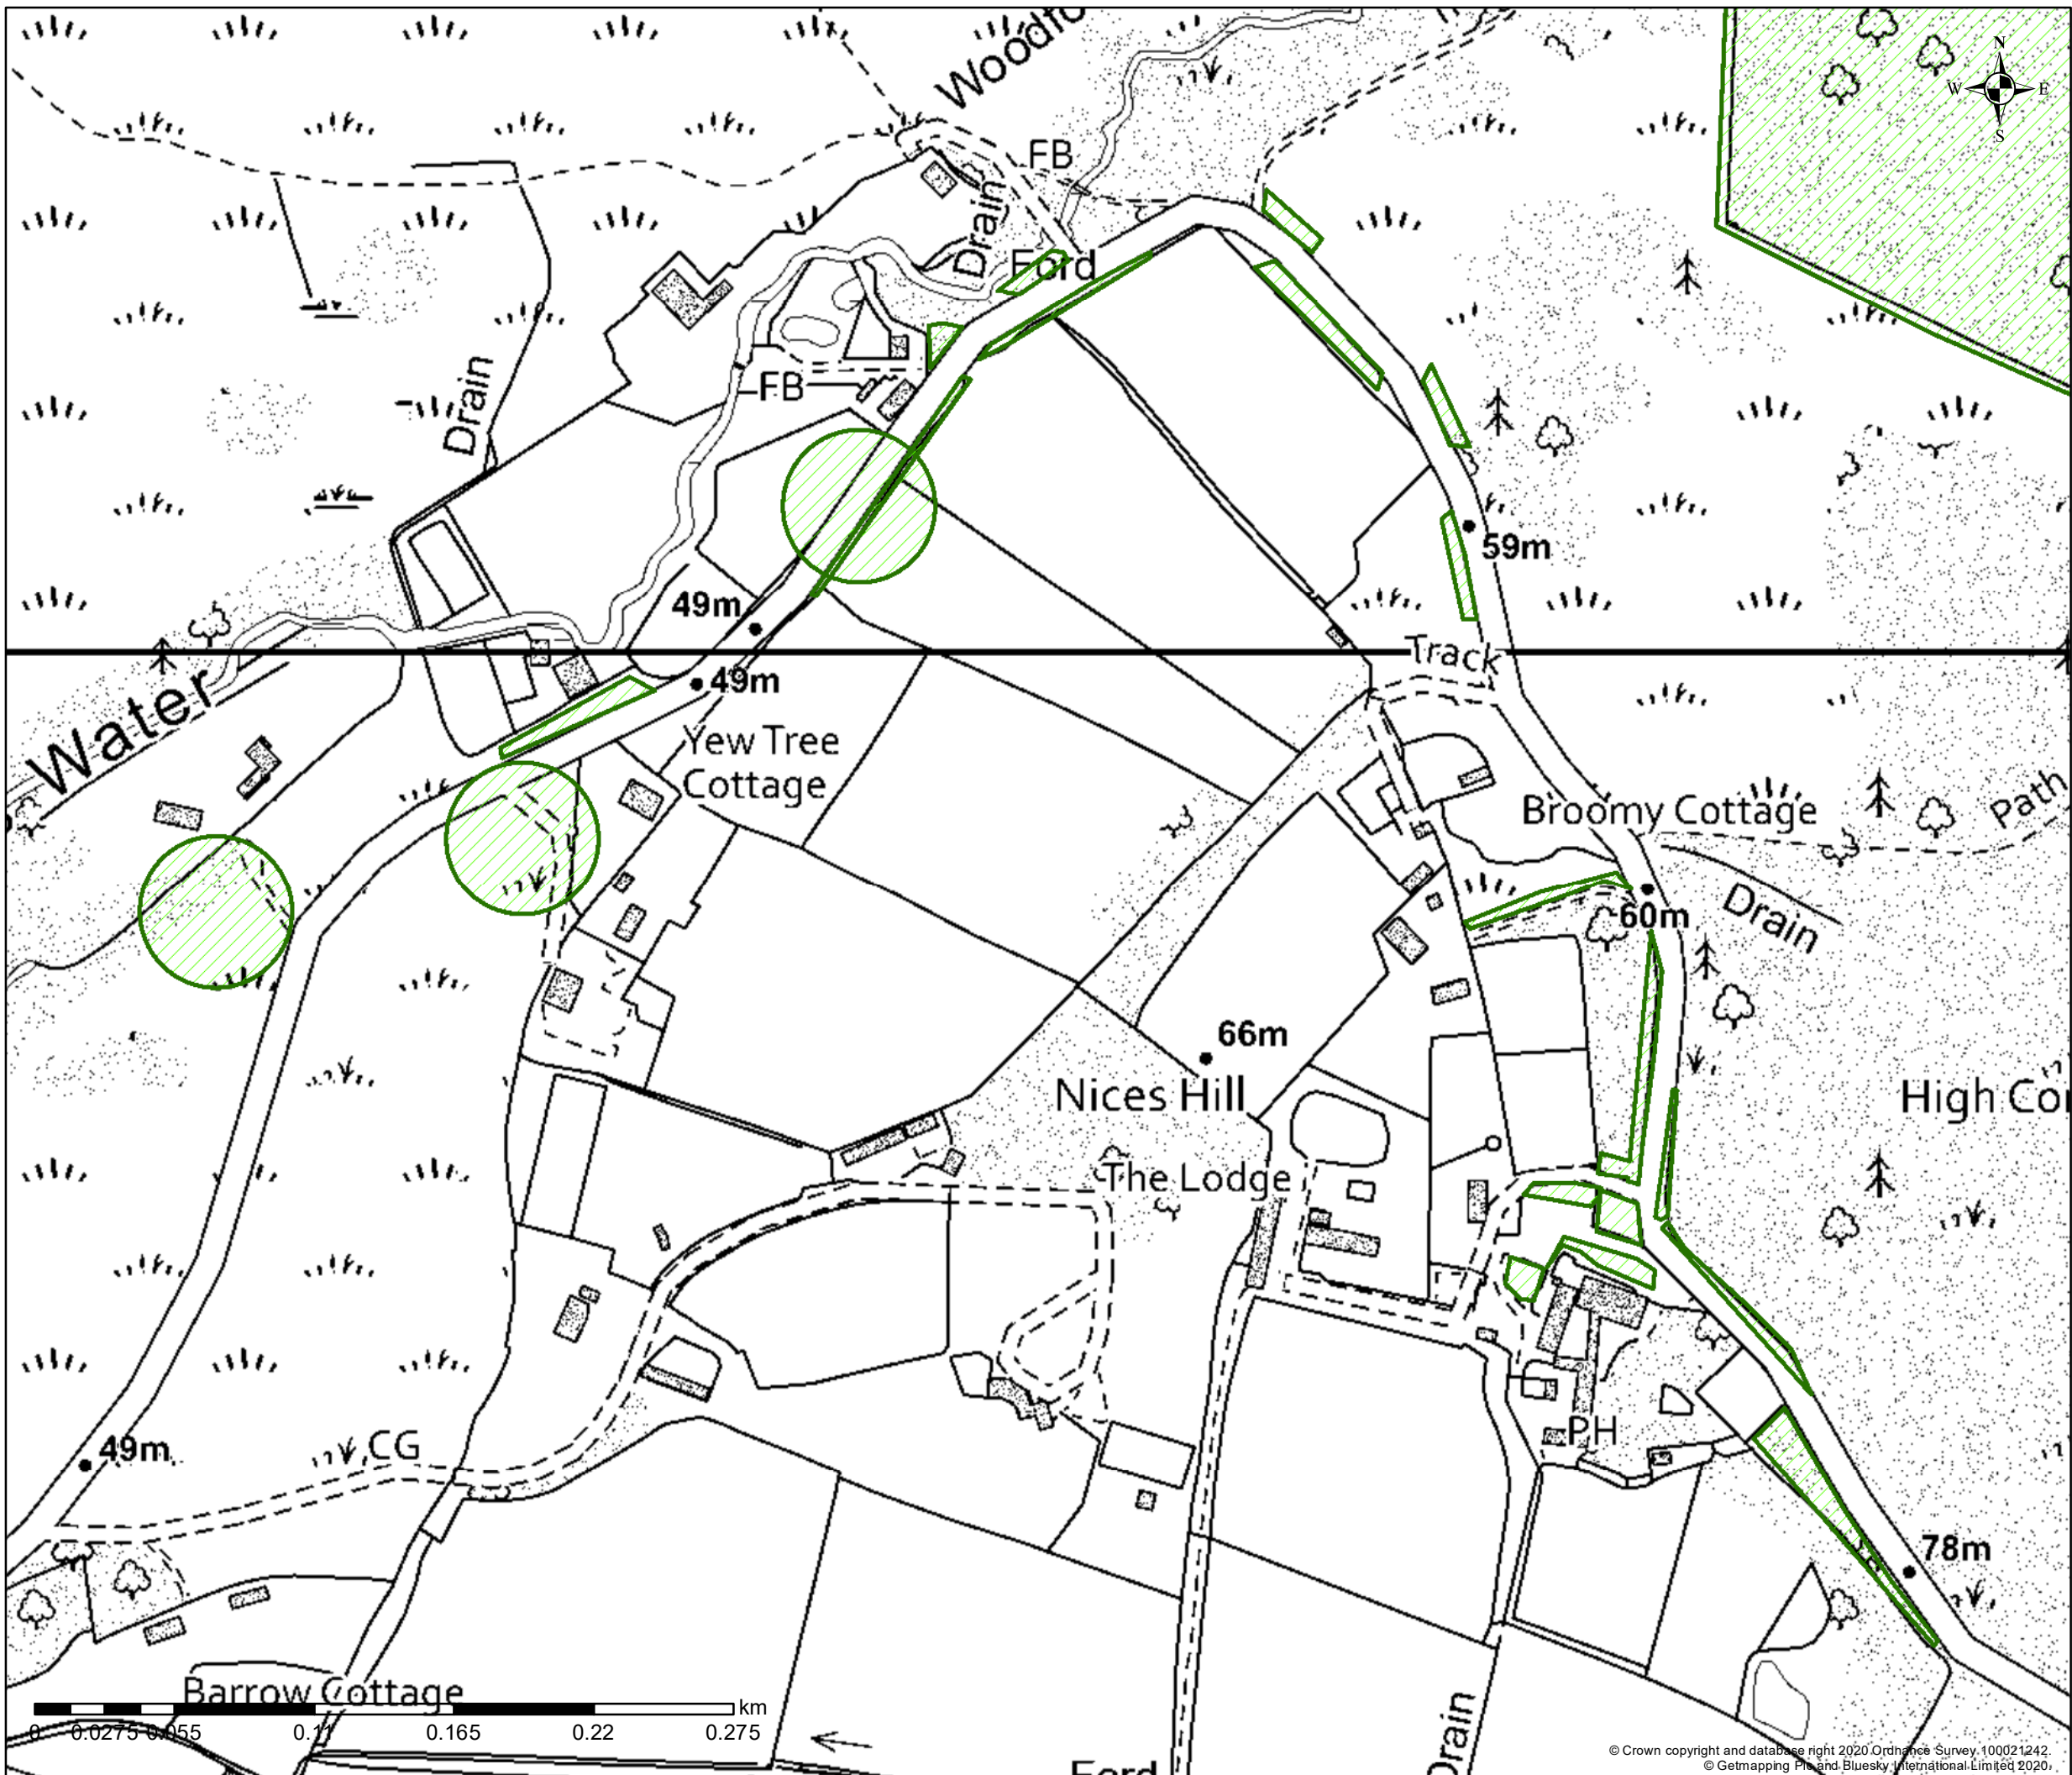 Woodfo
N
W E
S
FB
Drain
Ford
Drain
FB
59m
49m
Track
49m
Water
Yew Tree
Cottage
Broomy Cottage
Path
Drain
60m
66m
Nices Hill
High Co
The Lodge
PH
49m
CG
78m
Barrow Cottage
km
0 0.0275 0.055 0.11 0.165 0.22 0.275
Drain
Ford
© Crown copyright and database right 2020 Ordnance Survey 100021242.
© Getmapping Plc and Bluesky International Limited 2020.